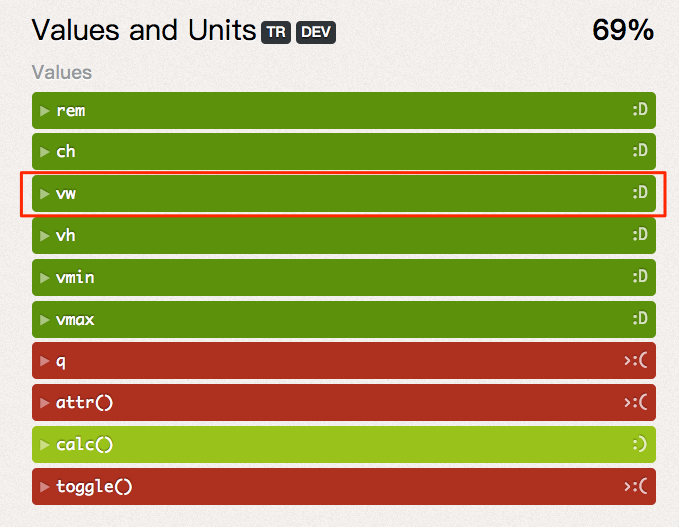 Values and Units TR DEV 69%
Values
▶ rem :D
▶ ch :D
▶ vw :D
▶ vh :D
▶ vmin :D
▶ vmax :D
▶ q >:(
▶ attr() >:(
▶ calc() :)
▶ toggle() >:(